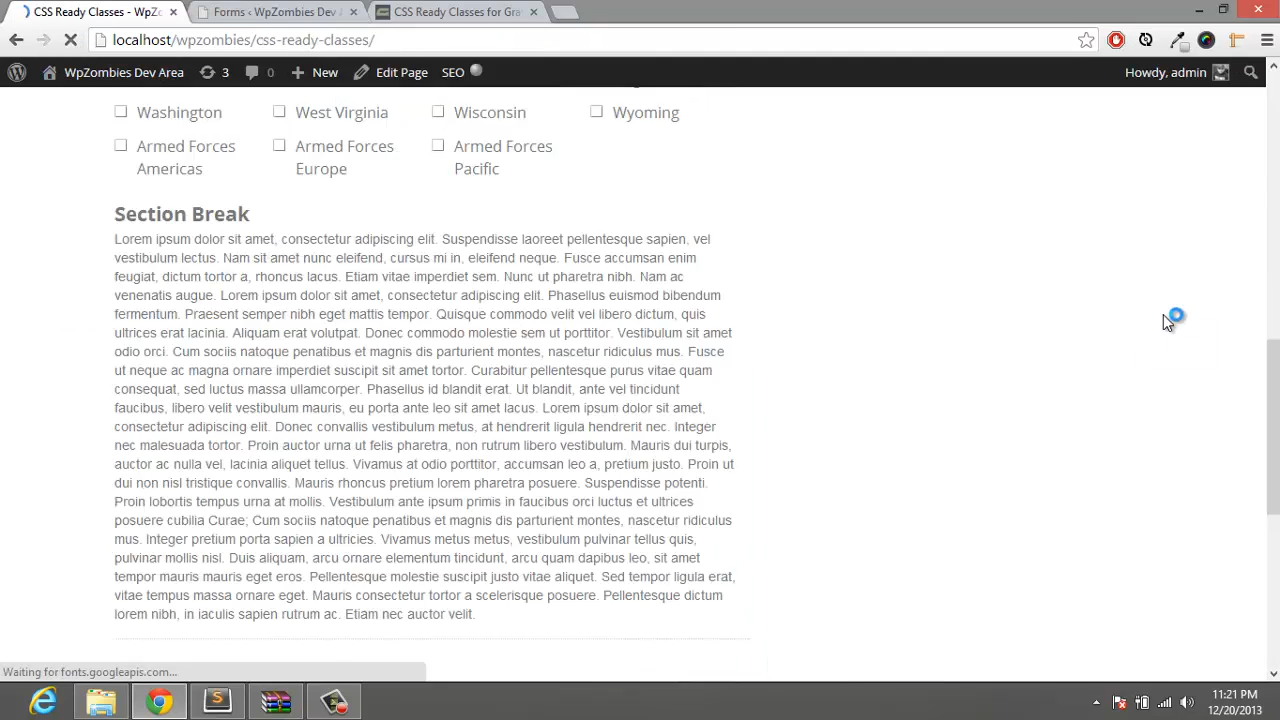 CSS Ready Classes - WpZo
Forms ‹ WpZombies Dev A
CSS Ready Classes for Gra
localhost/wpzombies/css-ready-classes/
WpZombies Dev Area 3 0 New Edit Page SEO Howdy, admin
Washington West Virginia Wisconsin Wyoming
Armed Forces Armed Forces Armed Forces
Americas Europe Pacific
Section Break
Lorem ipsum dolor sit amet, consectetur adipiscing elit. Suspendisse laoreet pellentesque sapien, vel
vestibulum lectus. Nam sit amet nunc eleifend, cursus mi in, eleifend neque. Fusce accumsan enim
feugiat, dictum tortor a, rhoncus lacus. Etiam vitae imperdiet sem. Nunc ut pharetra nibh. Nam ac
venenatis augue. Lorem ipsum dolor sit amet, consectetur adipiscing elit. Phasellus euismod bibendum
fermentum. Praesent semper nibh eget mattis tempor. Quisque commodo velit vel libero dictum, quis
ultrices erat lacinia. Aliquam erat volutpat. Donec commodo molestie sem ut porttitor. Vestibulum sit amet
odio orci. Cum sociis natoque penatibus et magnis dis parturient montes, nascetur ridiculus mus. Fusce
ut neque ac magna ornare imperdiet suscipit sit amet tortor. Curabitur pellentesque purus vitae quam
consequat, sed luctus massa ullamcorper. Phasellus id blandit erat. Ut blandit, ante vel tincidunt
faucibus, libero velit vestibulum mauris, eu porta ante leo sit amet lacus. Lorem ipsum dolor sit amet,
consectetur adipiscing elit. Donec convallis vestibulum metus, at hendrerit ligula hendrerit nec. Integer
nec malesuada tortor. Proin auctor urna ut felis pharetra, non rutrum libero vestibulum. Mauris dui turpis,
auctor ac nulla vel, lacinia aliquet tellus. Vivamus at odio porttitor, accumsan leo a, pretium justo. Proin ut
dui non nisl tristique convallis. Mauris rhoncus pretium lorem pharetra posuere. Suspendisse potenti.
Proin lobortis tempus urna at mollis. Vestibulum ante ipsum primis in faucibus orci luctus et ultrices
posuere cubilia Curae; Cum sociis natoque penatibus et magnis dis parturient montes, nascetur ridiculus
mus. Integer pretium porta sapien a ultricies. Vivamus metus metus, vestibulum pulvinar tellus quis,
pulvinar mollis nisl. Duis aliquam, arcu ornare elementum tincidunt, arcu quam dapibus leo, sit amet
tempor mauris mauris eget eros. Pellentesque molestie suscipit justo vitae aliquet. Sed tempor ligula erat,
vitae tempus massa ornare eget. Mauris consectetur tortor a scelerisque posuere. Pellentesque dictum
lorem nibh, in iaculis sapien rutrum ac. Etiam nec auctor velit.
Waiting for fonts.googleapis.com...
11:21 PM
12/20/2013